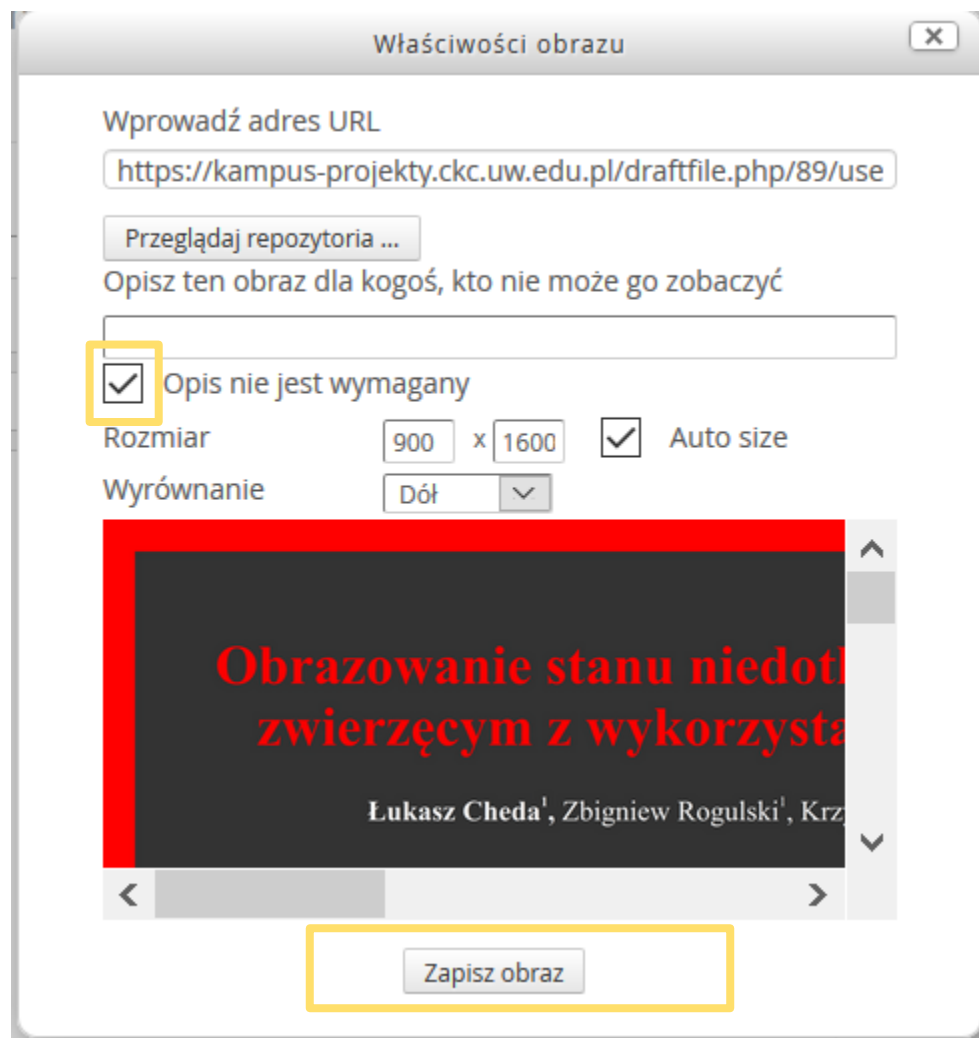 Właściwości obrazu
Wprowadź adres URL
https://kampus-projekty.ckc.uw.edu.pl/draftfile.php/89/use
Przeglądaj repozytoria ...
Opisz ten obraz dla kogoś, kto nie może go zobaczyć
Opis nie jest wymagany
Rozmiar 900 x 1600 Auto size
Wyrównanie Dół
Obrazowanie stanu niedotl
zwierzęcym z wykorzysta
Łukasz Cheda¹, Zbigniew Rogulski¹, Krzy
Zapisz obraz